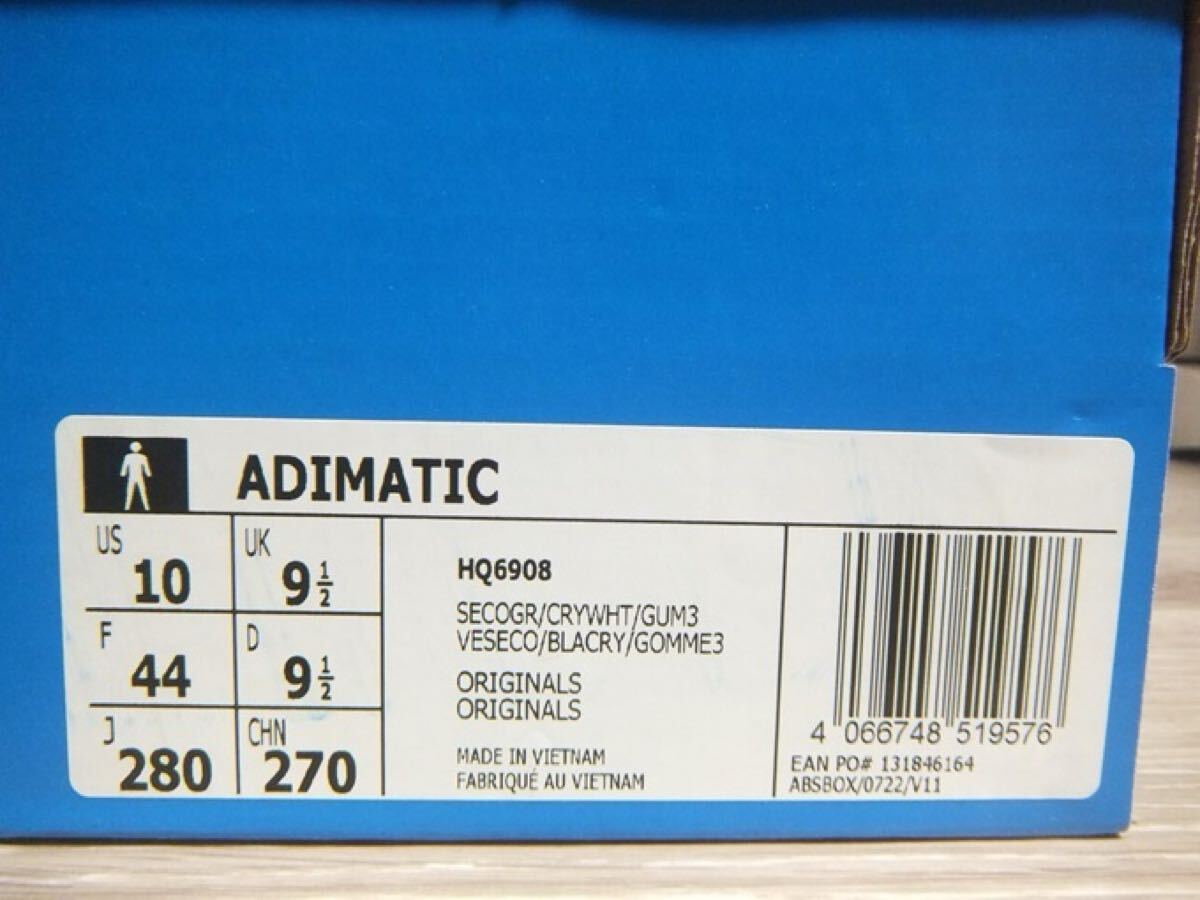 ADIMATIC
US 10 UK 9 1/2
F 44 D 9 1/2
J 280 CHN 270
HQ6908
SECOGR/CRYWHT/GUM3
VESECO/BLACRY/GOMME3
ORIGINALS
ORIGINALS
MADE IN VIETNAM
FABRIQUÉ AU VIETNAM
4 066748 519576
EAN PO# 131846164
ABSBOX/0722/V11